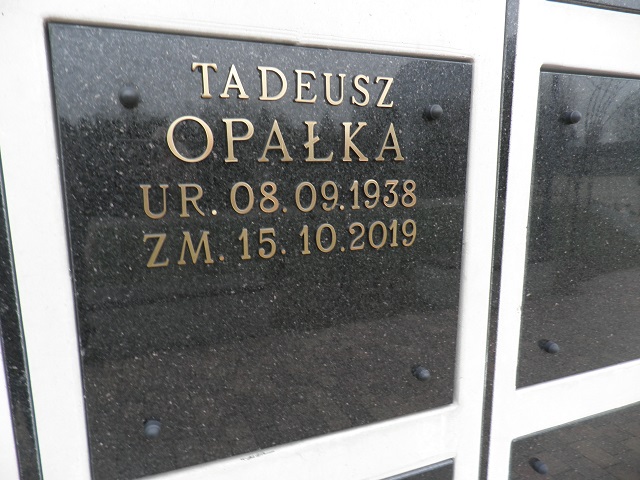 TADEUSZ
OPAŁKA
UR. 08.09.1938
ZM. 15.10.2019